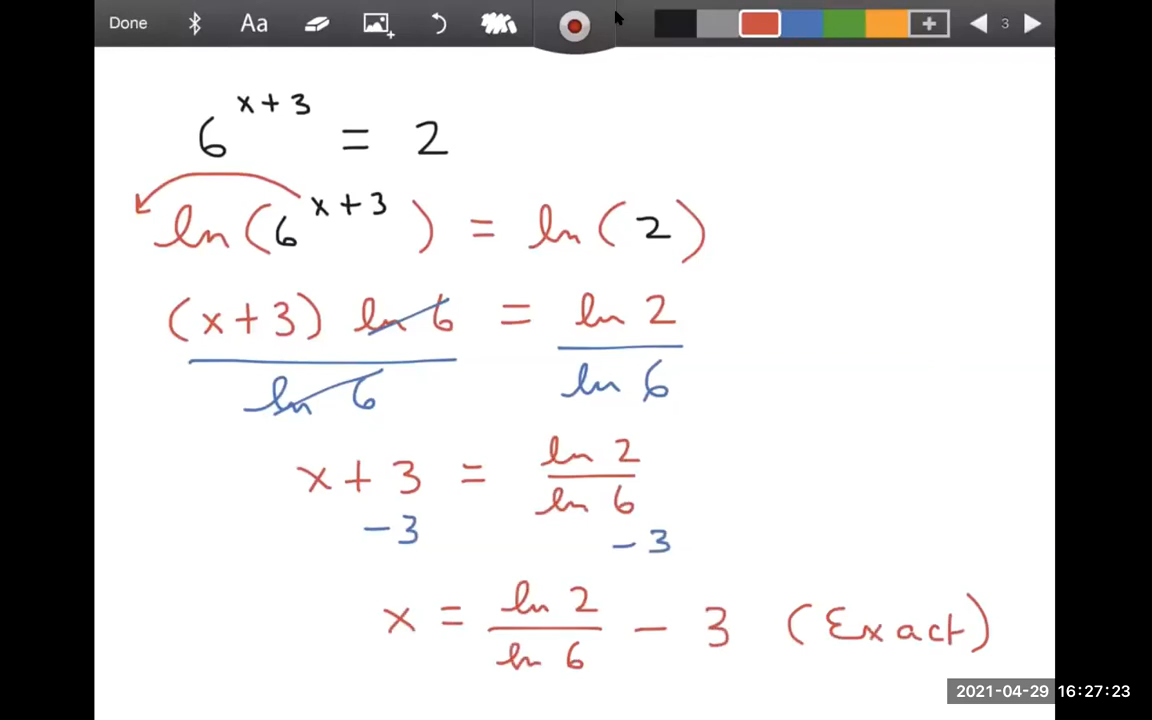 Done Aa 3
6^{x+3} = 2
ln(6^{x+3}) = ln(2)
(x+3) ln 6 = ln 2
ln 6 ln 6
x + 3 = ln 2 / ln 6
-3 -3
x = ln 2 / ln 6 - 3 (Exact)
2021-04-29 16:27:23